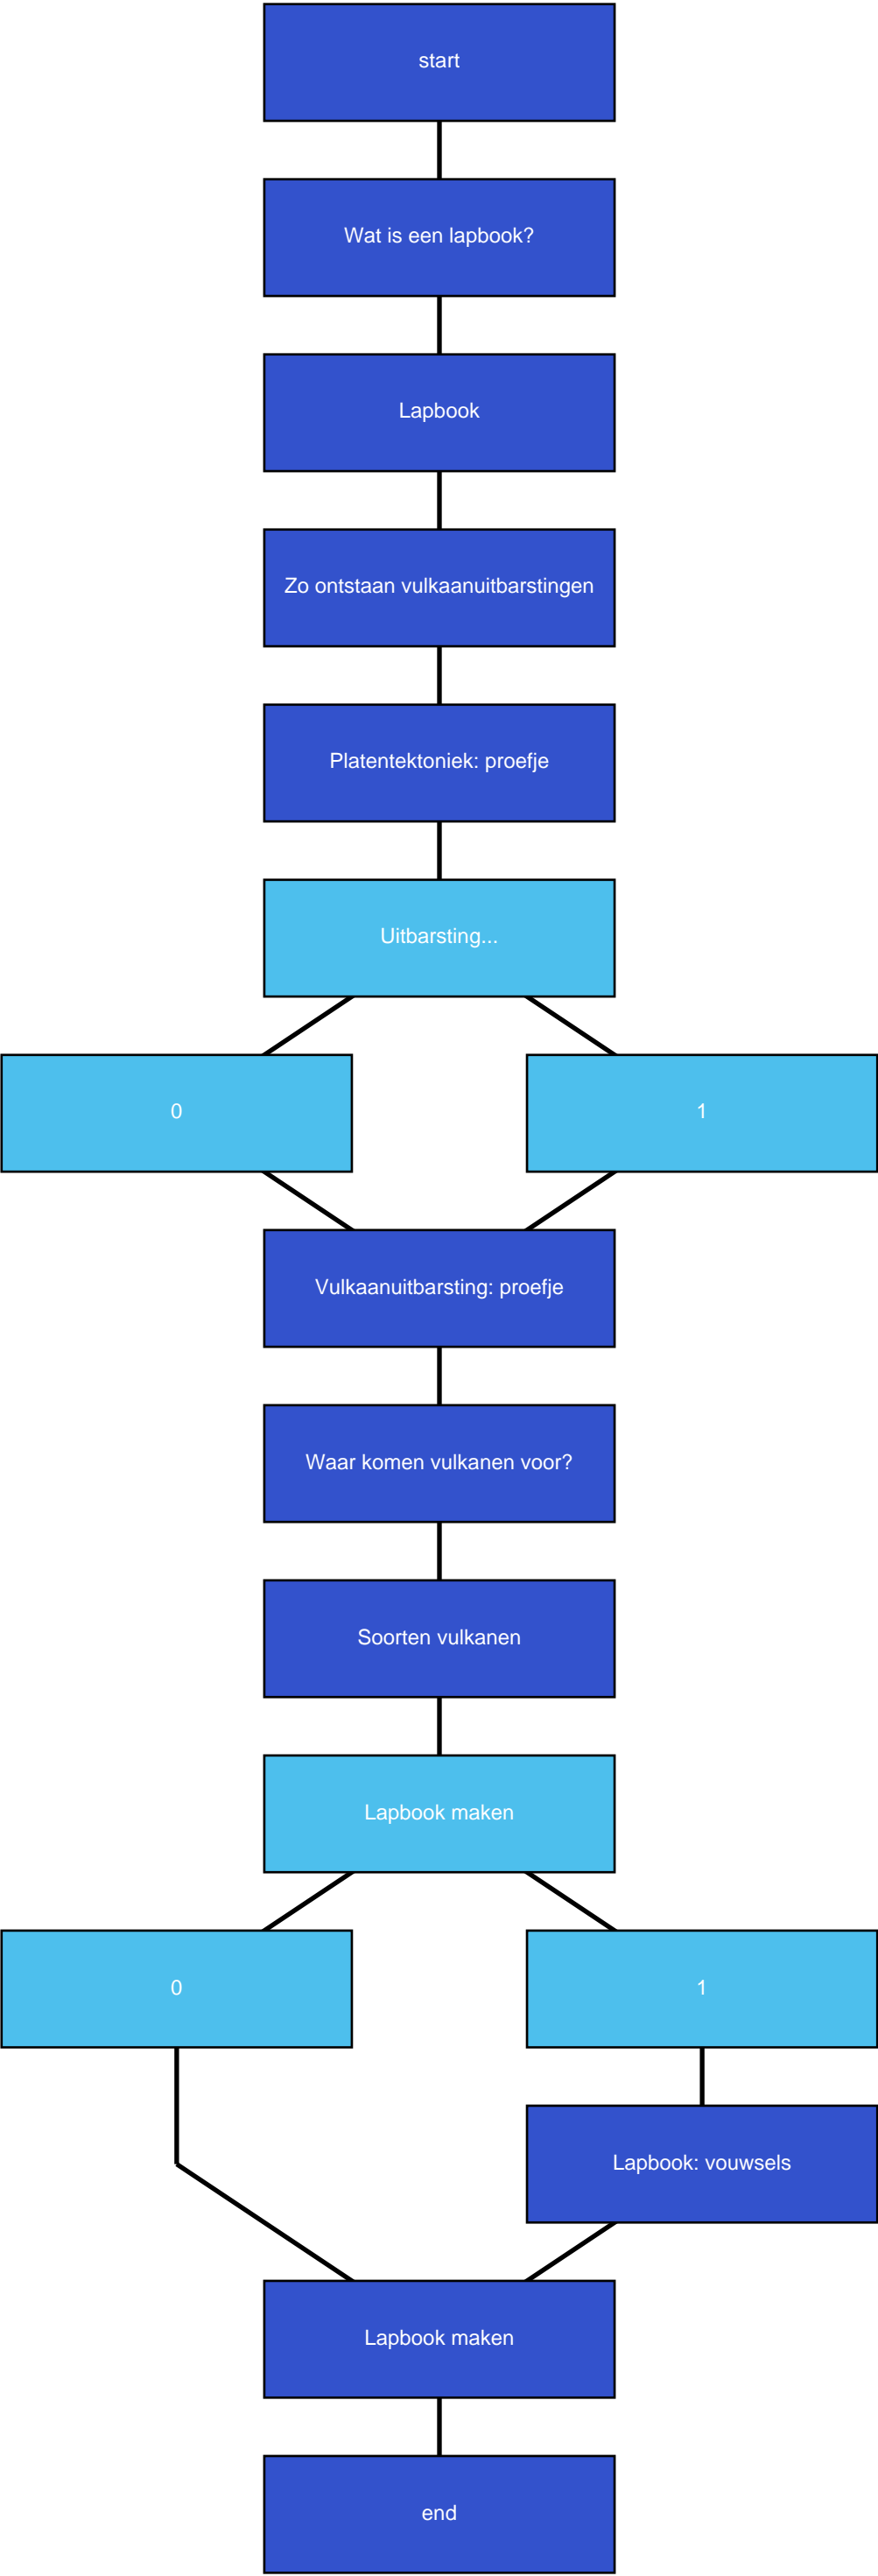 start
Wat is een lapbook?
Lapbook
Zo ontstaan vulkaanuitbarstingen
Platentektoniek: proefje
Uitbarsting...
0
1
Vulkaanuitbarsting: proefje
Waar komen vulkanen voor?
Soorten vulkanen
Lapbook maken
0
1
Lapbook: vouwsels
Lapbook maken
end